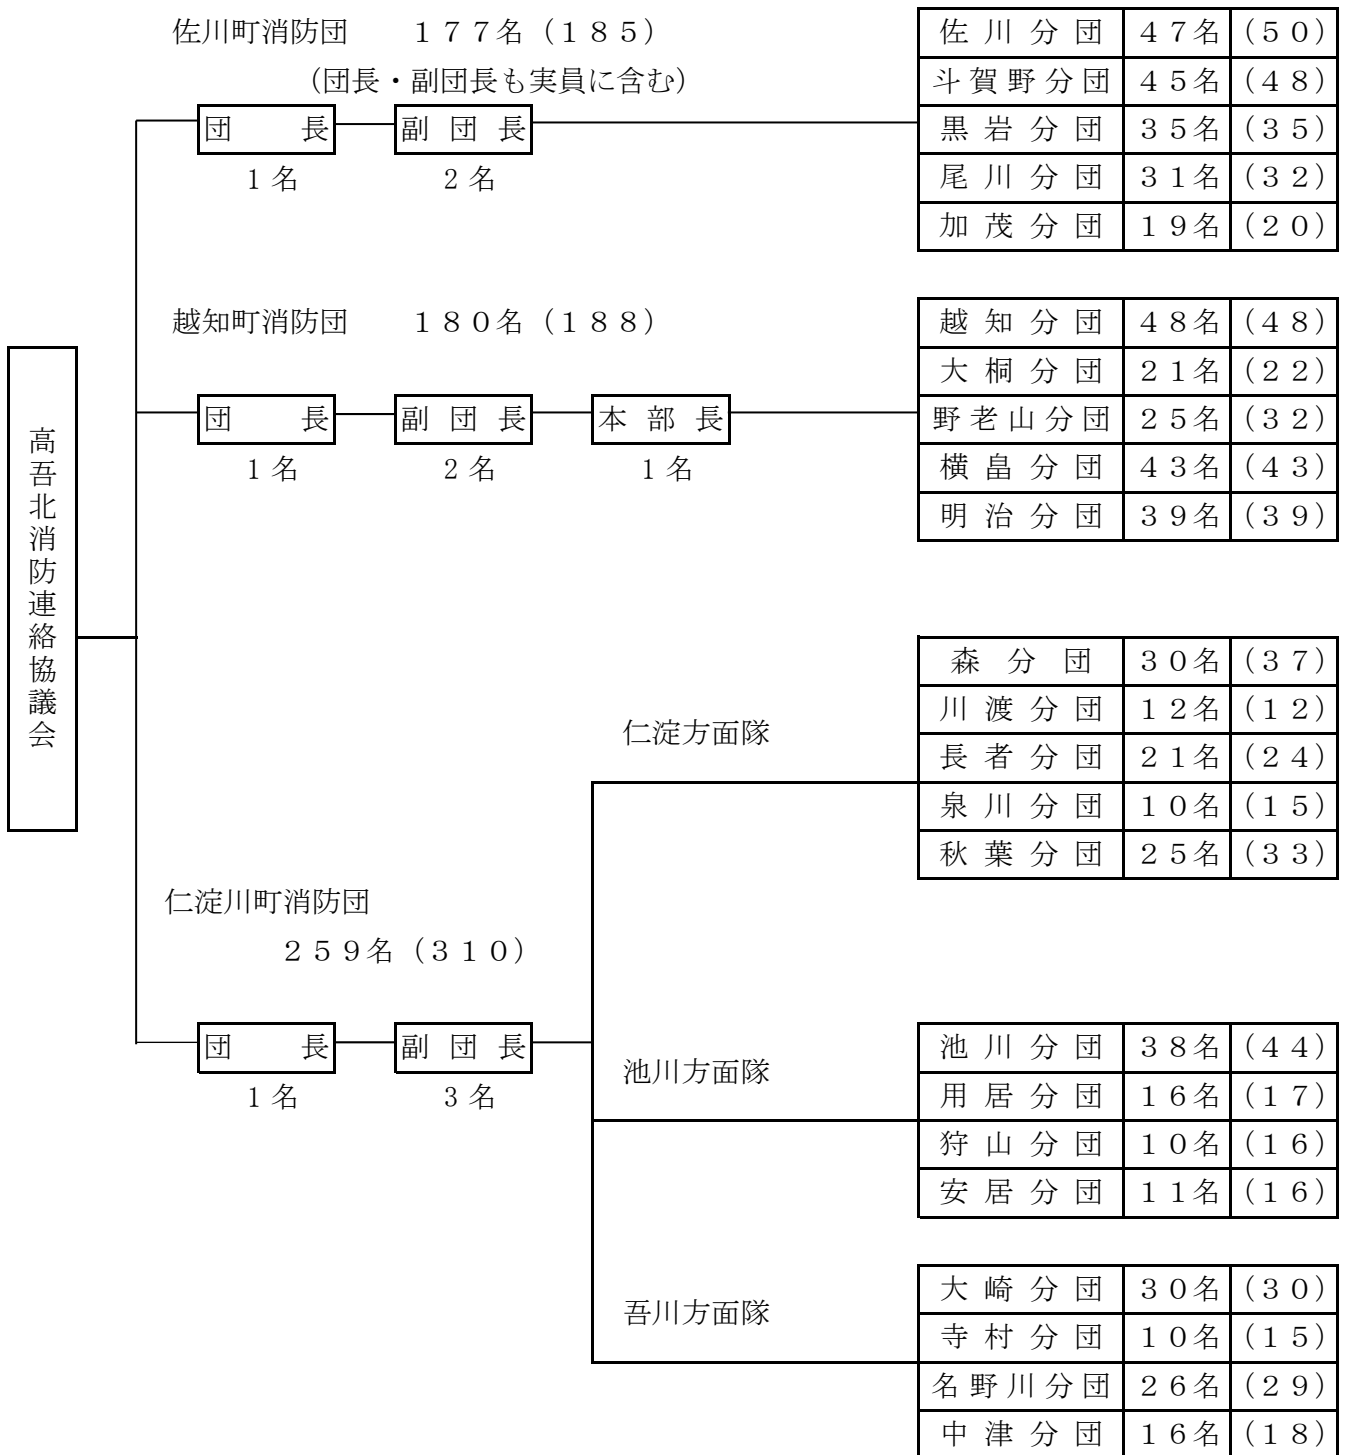 佐川町消防団　　１７７名（１８５）
（団長・副団長も実員に含む）
団　　長　副　団　長
１名　２名
佐　川　分　団　４７名（５０）
斗賀野分団　４５名（４８）
黒　岩　分　団　３５名（３５）
尾　川　分　団　３１名（３２）
加　茂　分　団　１９名（２０）
越知町消防団　　１８０名（１８８）
団　　長　副　団　長　本　部　長
１名　２名　１名
越　知　分　団　４８名（４８）
大　桐　分　団　２１名（２２）
野老山分団　２５名（３２）
横　畠　分　団　４３名（４３）
明　治　分　団　３９名（３９）
高吾北消防連絡協議会
仁淀川町消防団
２５９名（３１０）
団　　長　副　団　長
１名　３名
仁淀方面隊
森　分　団　３０名（３７）
川　渡　分　団　１２名（１２）
長　者　分　団　２１名（２４）
泉　川　分　団　１０名（１５）
秋　葉　分　団　２５名（３３）
池川方面隊
池　川　分　団　３８名（４４）
用　居　分　団　１６名（１７）
狩　山　分　団　１０名（１６）
安　居　分　団　１１名（１６）
吾川方面隊
大　崎　分　団　３０名（３０）
寺　村　分　団　１０名（１５）
名野川分団　２６名（２９）
中　津　分　団　１６名（１８）